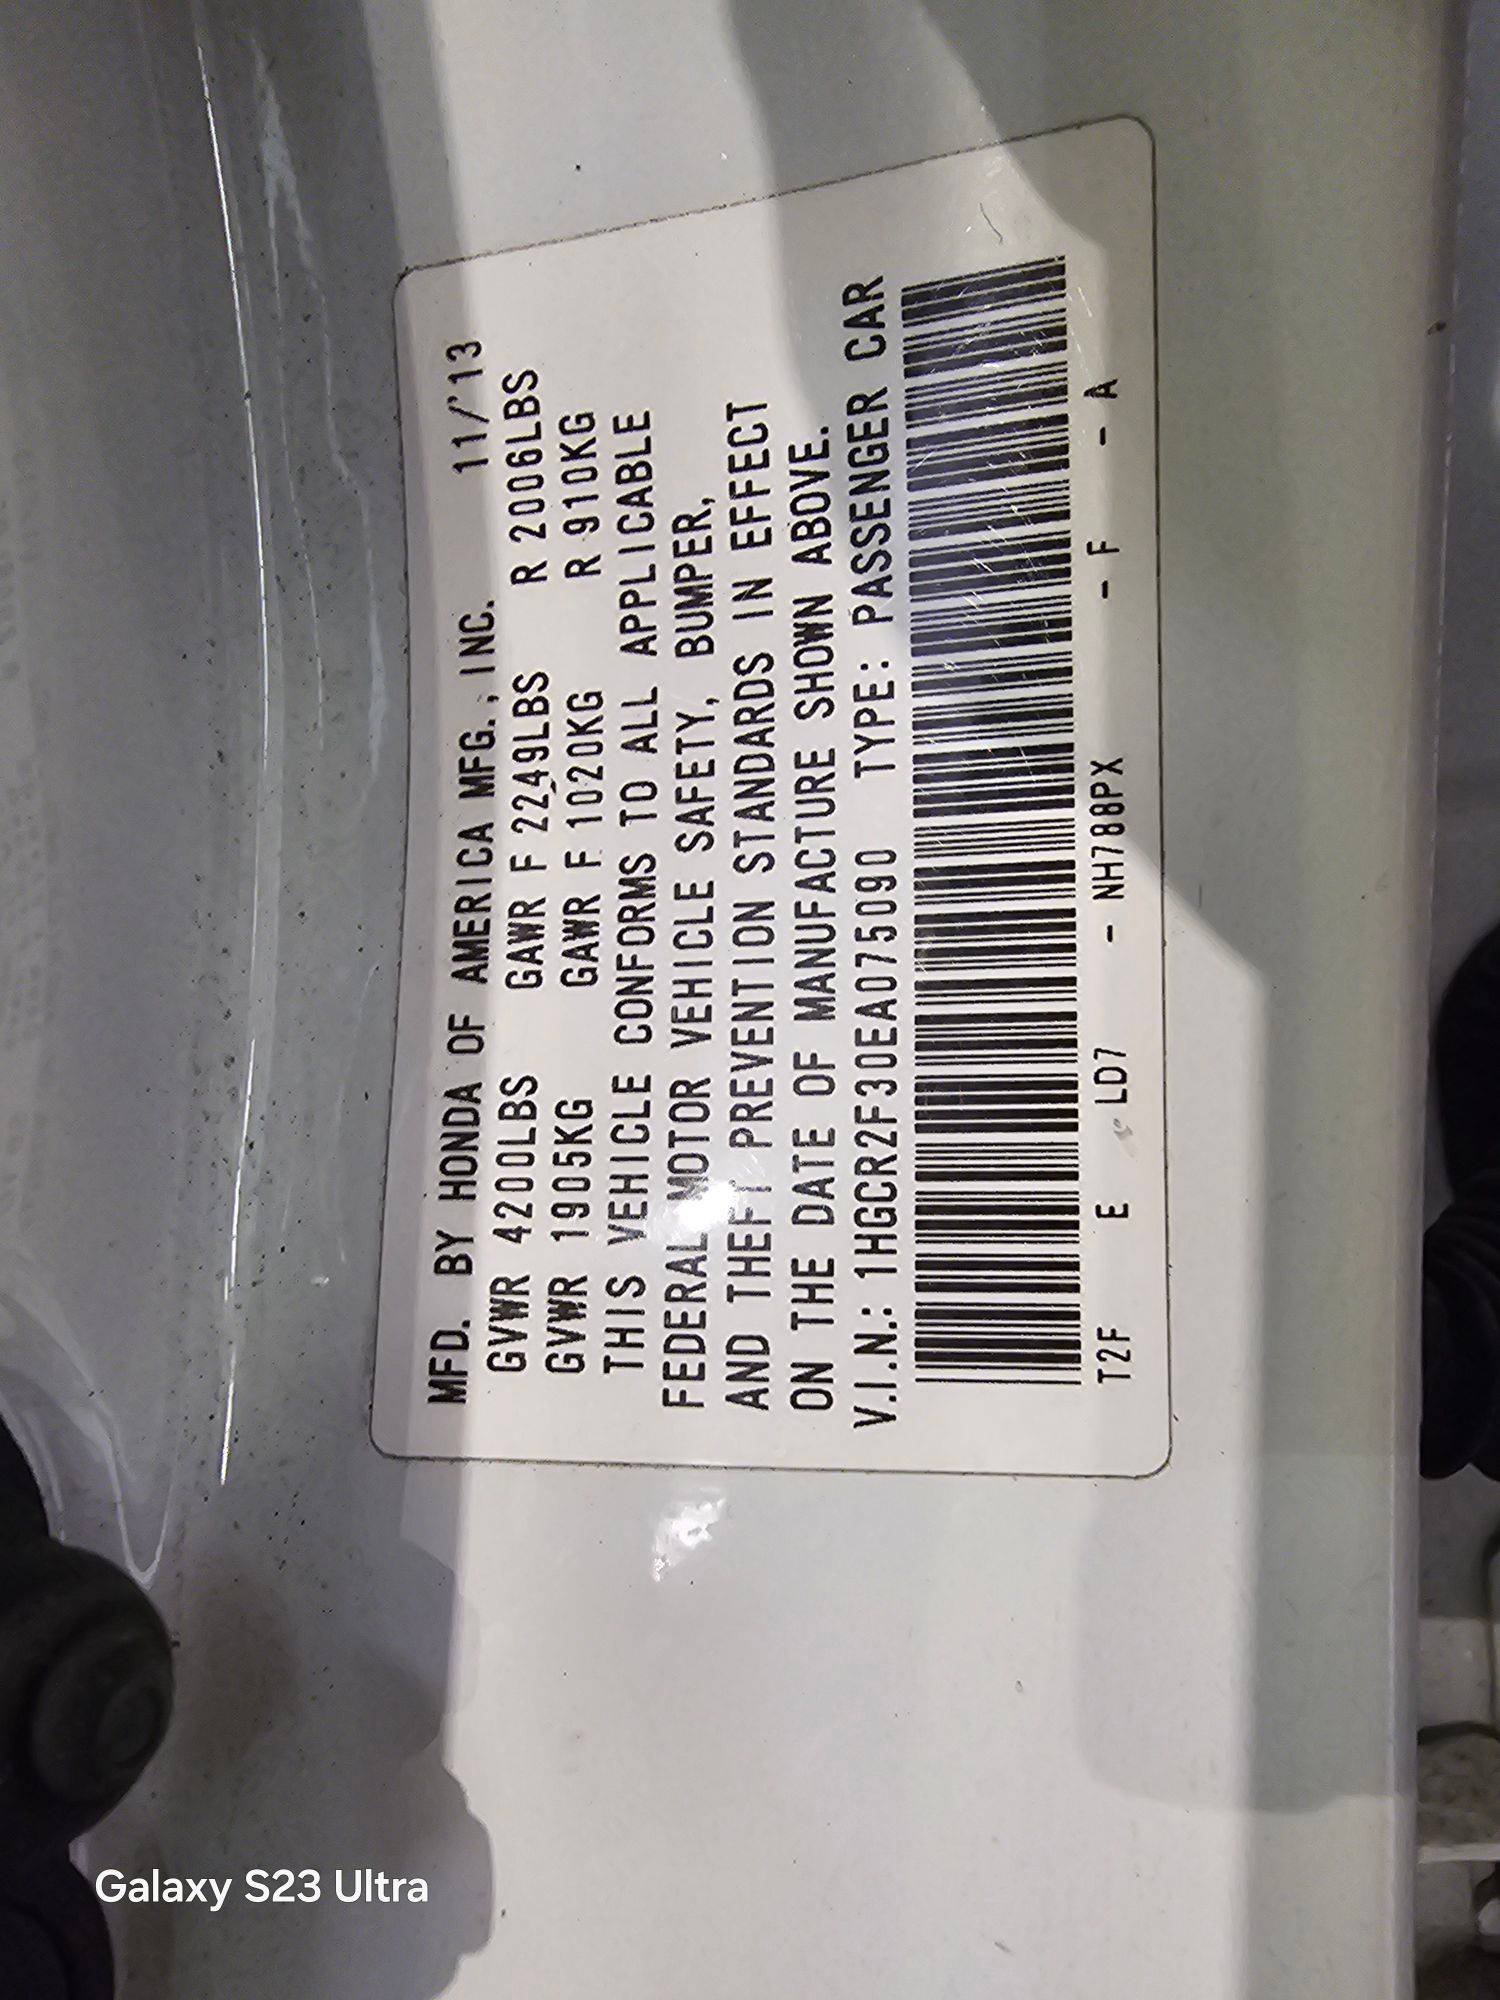 MFD. BY HONDA OF AMERICA MFG., INC. 11/'13
GVWR 4200LBS GAWR F 2249LBS R 2006LBS
GVWR 1905KG GAWR F 1020KG R 910KG
THIS VEHICLE CONFORMS TO ALL APPLICABLE
FEDERAL MOTOR VEHICLE SAFETY, BUMPER,
AND THEFT PREVENTION STANDARDS IN EFFECT
ON THE DATE OF MANUFACTURE SHOWN ABOVE.
V.I.N.: 1HGCR2F30EA075090 TYPE: PASSENGER CAR
T2F E LD7 - NH788PX - F - A
Galaxy S23 Ultra